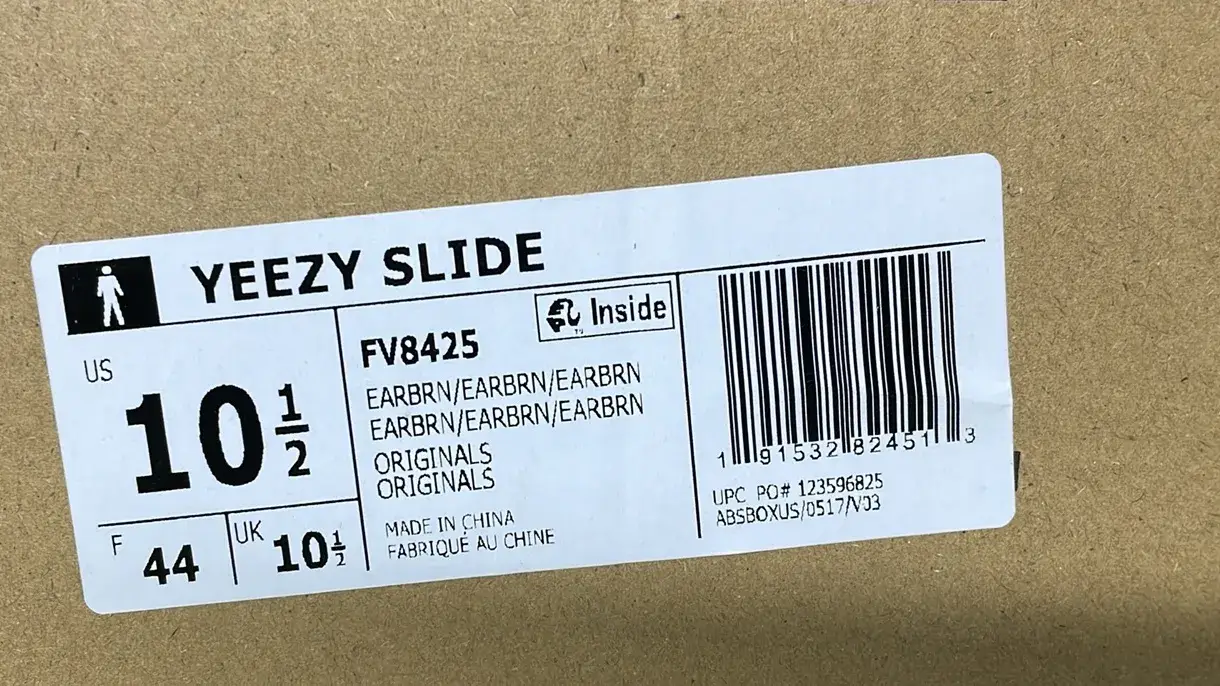 YEEZY SLIDE
US
10 1/2
F 44
UK 10 1/2
FV8425
Inside
EARBRN/EARBRN/EARBRN
EARBRN/EARBRN/EARBRN
ORIGINALS
ORIGINALS
MADE IN CHINA
FABRIQUÉ AU CHINE
1 91532 82451 3
UPC PO# 123596825
ABSBOXUS/0517/V03